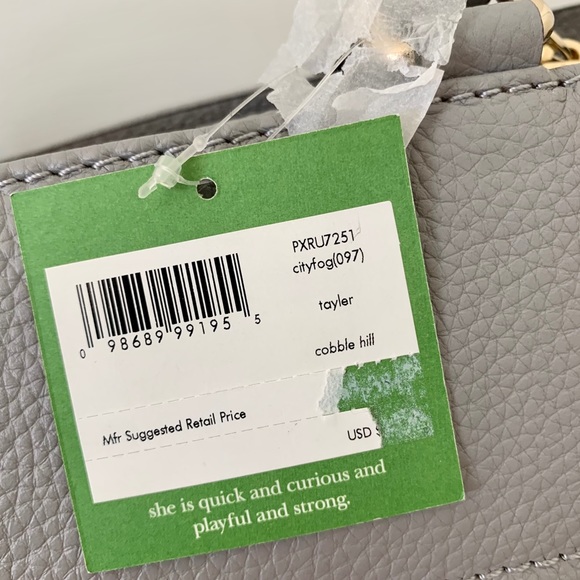 PXRU7251
cityfog(097)
tayler
cobble hill
0 98689 99195 5
Mfr Suggested Retail Price
USD $
she is quick and curious and
playful and strong.